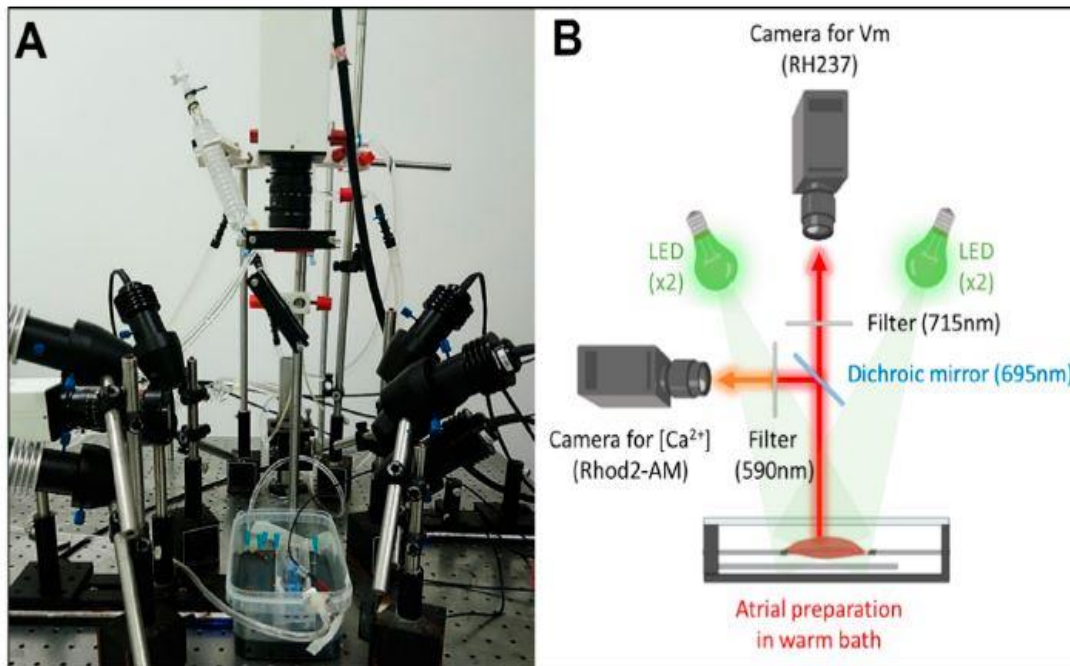 A
B
Camera for Vm
(RH237)
LED
(x2)
LED
(x2)
Filter (715nm)
Dichroic mirror (695nm)
Camera for [Ca²⁺]
(Rhod2-AM)
Filter
(590nm)
Atrial preparation
in warm bath